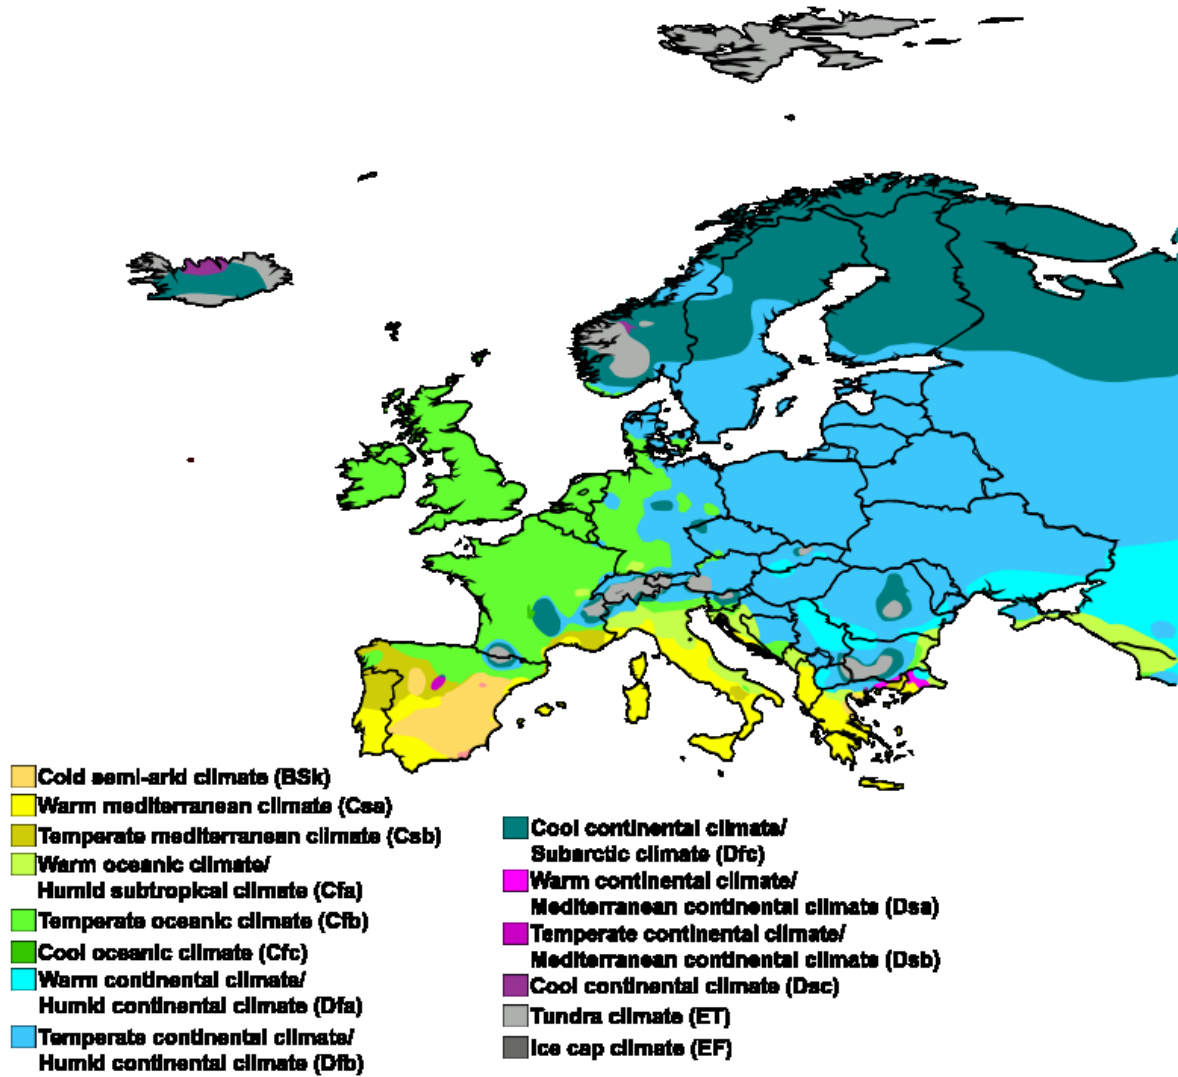 Cold semi-arid climate (BSk)
Warm mediterranean climate (Csa)
Temperate mediterranean climate (Csb)
Warm oceanic climate/
Humid subtropical climate (Cfa)
Temperate oceanic climate (Cfb)
Cool oceanic climate (Cfc)
Warm continental climate/
Humid continental climate (Dfa)
Temperate continental climate/
Humid continental climate (Dfb)
Cool continental climate/
Subarctic climate (Dfc)
Warm continental climate/
Mediterranean continental climate (Dsa)
Temperate continental climate/
Mediterranean continental climate (Dsb)
Cool continental climate (Dsc)
Tundra climate (ET)
Ice cap climate (EF)